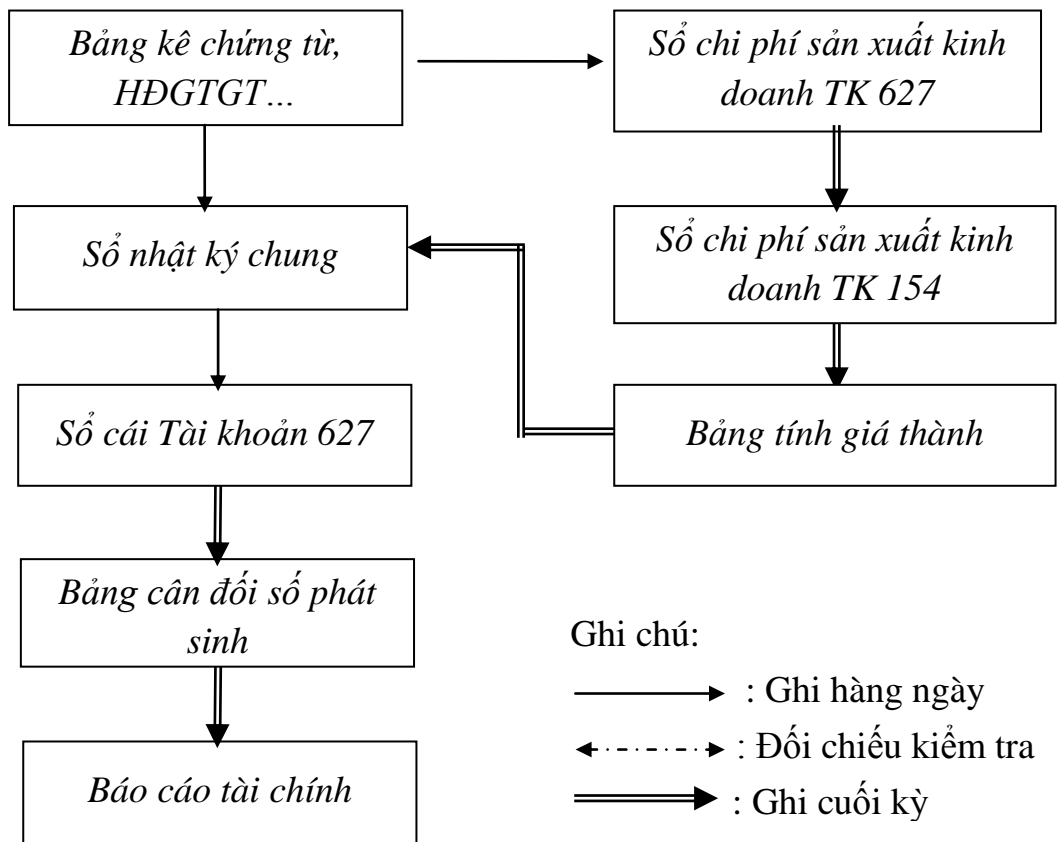 Bảng kê chứng từ,
HĐGTGT…
Sổ chi phí sản xuất kinh
doanh TK 627
Sổ nhật ký chung
Sổ chi phí sản xuất kinh
doanh TK 154
Sổ cái Tài khoản 627
Bảng tính giá thành
Bảng cân đối số phát
sinh
Báo cáo tài chính
Ghi chú:
: Ghi hàng ngày
: Đối chiếu kiểm tra
: Ghi cuối kỳ